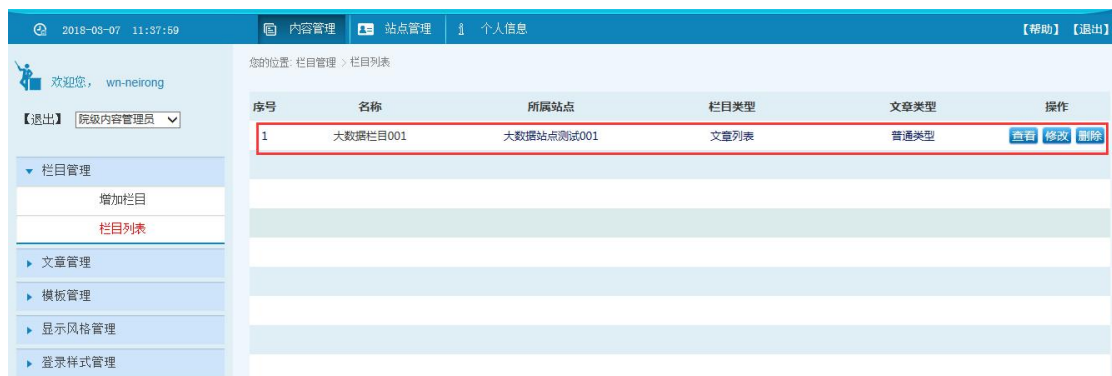 2018-03-07 11:37:59 内容管理 站点管理 个人信息 【帮助】 【退出】
您的位置: 栏目管理 > 栏目列表
欢迎您， wn-neirong
【退出】 院级内容管理员
序号 名称 所属站点 栏目类型 文章类型 操作
1 大数据栏目001 大数据站点测试001 文章列表 普通类型 查看 修改 删除
栏目管理
增加栏目
栏目列表
文章管理
模板管理
显示风格管理
登录样式管理